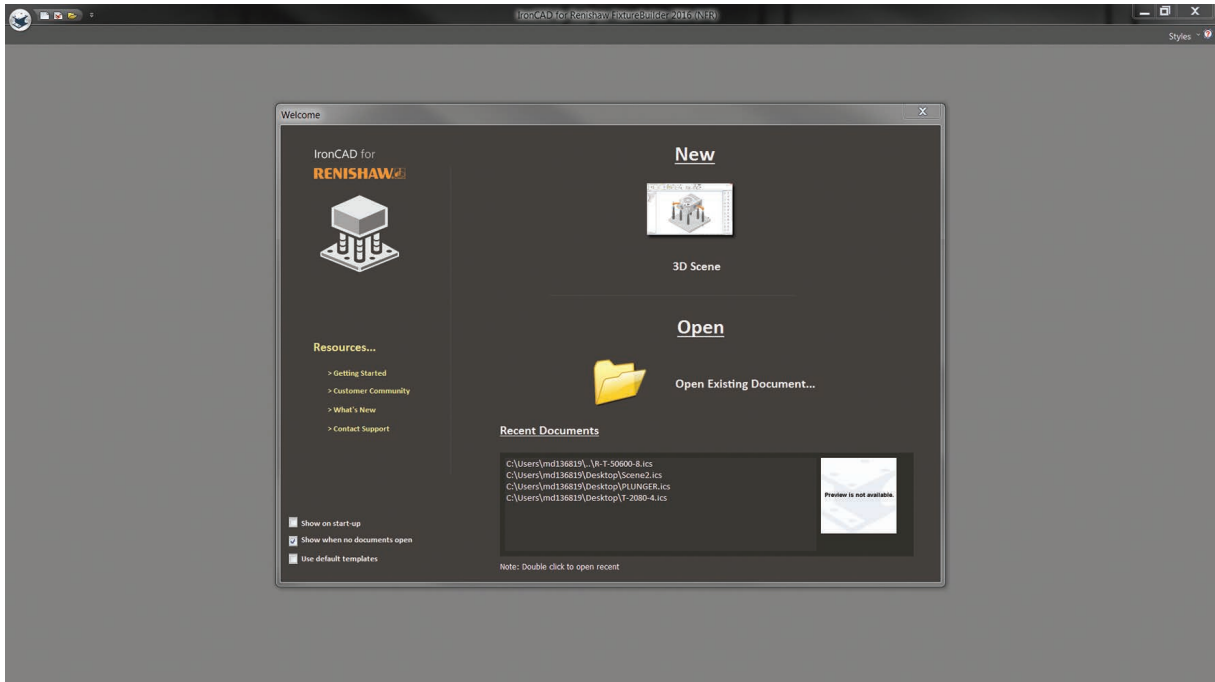 IronCAD for Renishaw FixtureBuilder 2016 (NFR)
Styles
Welcome
IronCAD for
RENISHAW
New
3D Scene
Open
Open Existing Document...
Resources...
> Getting Started
> Customer Community
> What's New
> Contact Support
Recent Documents
C:\Users\md136819\..\R-T-50600-8.ics
C:\Users\md136819\Desktop\Scene2.ics
C:\Users\md136819\Desktop\PLUNGER.ics
C:\Users\md136819\Desktop\T-2080-4.ics
Preview is not available.
Show on start-up
Show when no documents open
Use default templates
Note: Double click to open recent